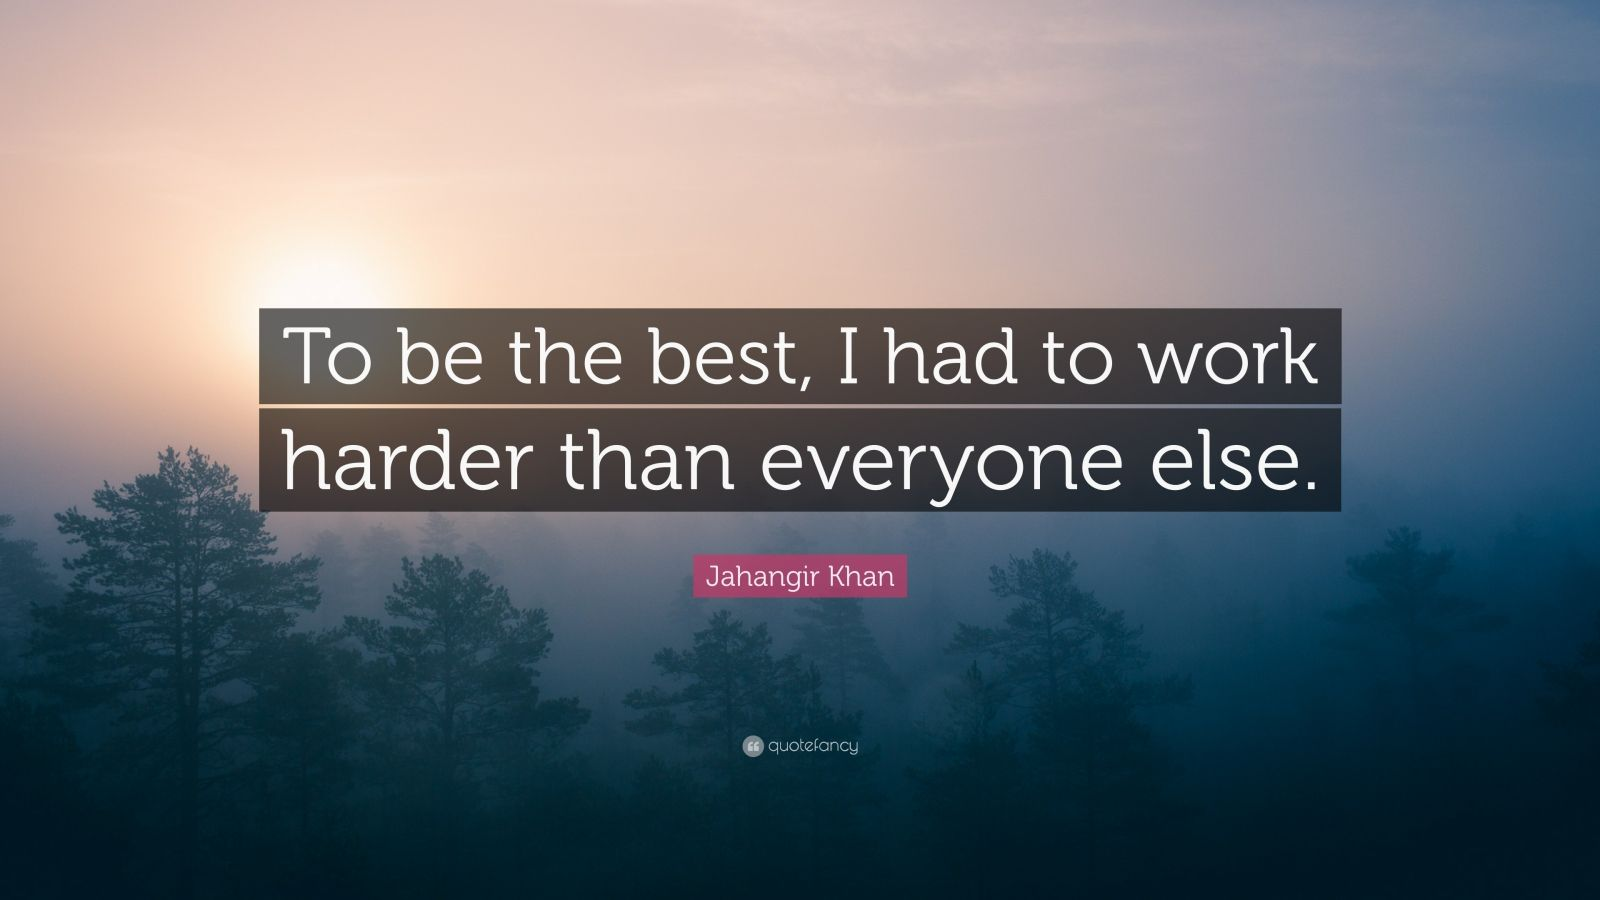 To be the best, I had to work
harder than everyone else.
Jahangir Khan
quotefancy